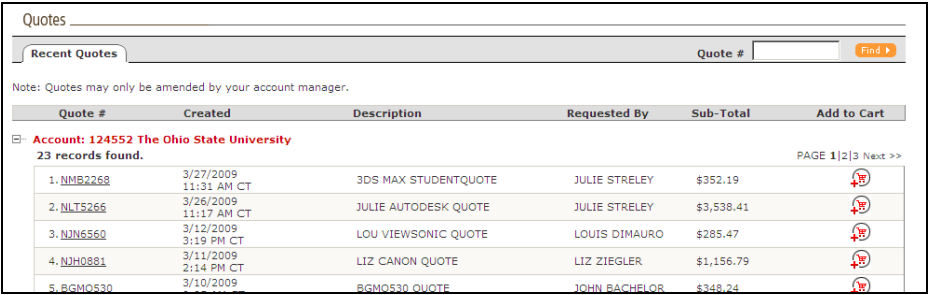 Quotes
Recent Quotes Quote # Find
Note: Quotes may only be amended by your account manager.
Quote # Created Description Requested By Sub-Total Add to Cart
Account: 124552 The Ohio State University
23 records found. PAGE 1|2|3 Next >>
1. NMB2268 3/27/2009 11:31 AM CT 3DS MAX STUDENTQUOTE JULIE STRELEY $352.19
2. NLT5266 3/26/2009 11:17 AM CT JULIE AUTODESK QUOTE JULIE STRELEY $3,538.41
3. NJN6560 3/12/2009 3:19 PM CT LOU VIEWSONIC QUOTE LOUIS DIMAURO $285.47
4. NJH0881 3/11/2009 2:14 PM CT LIZ CANON QUOTE LIZ ZIEGLER $1,156.79
5. BGMO530 3/10/2009 BGMO530 QUOTE JOHN BACHELOR $348.24